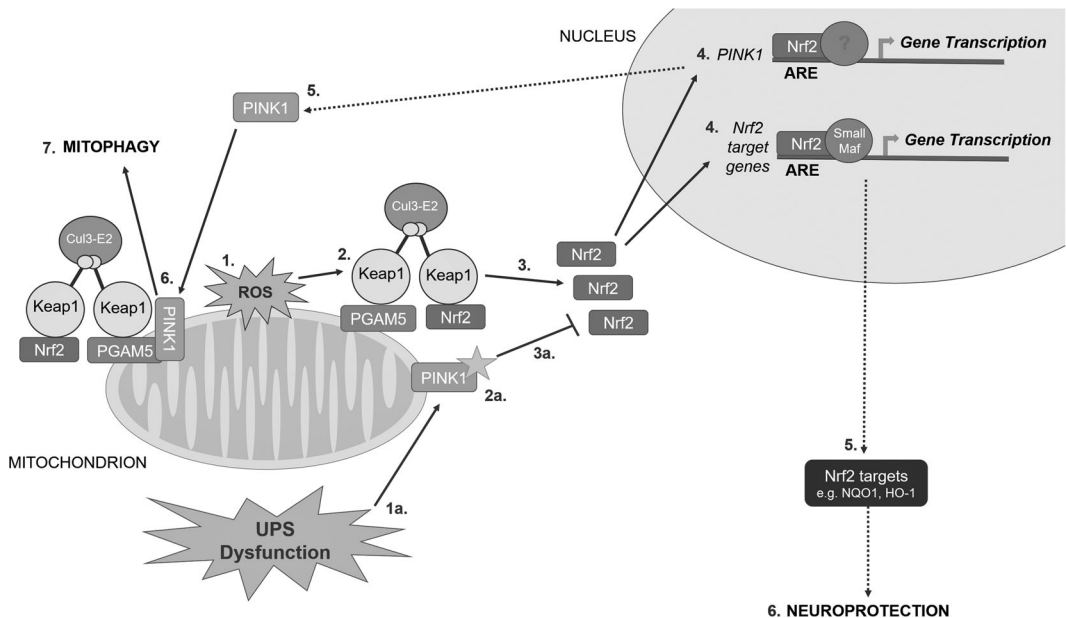 NUCLEUS
4. PINK1
Nrf2
?
Gene Transcription
ARE
4. Nrf2
target
genes
Nrf2
Small
Maf
Gene Transcription
ARE
5.
PINK1
7. MITOPHAGY
Cul3-E2
Keap1
Keap1
Nrf2
PGAM5
6.
PINK1
1.
ROS
2.
Cul3-E2
Keap1
Keap1
PGAM5
Nrf2
3.
Nrf2
Nrf2
Nrf2
3a.
PINK1
2a.
MITOCHONDRION
1a.
UPS
Dysfunction
5.
Nrf2 targets
e.g. NQO1, HO-1
6. NEUROPROTECTION